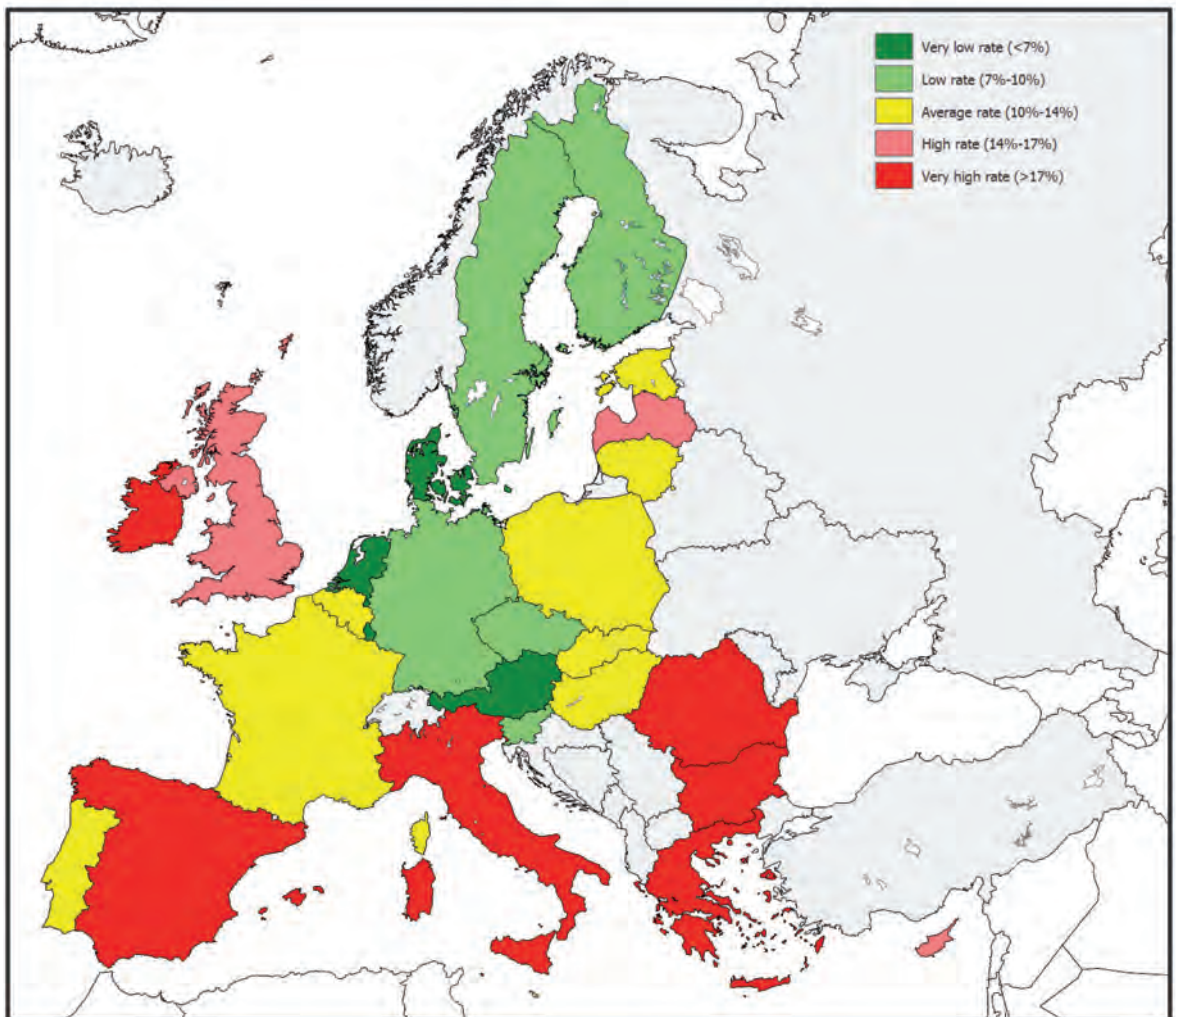 Very low rate (<7%)
Low rate (7%-10%)
Average rate (10%-14%)
High rate (14%-17%)
Very high rate (>17%)